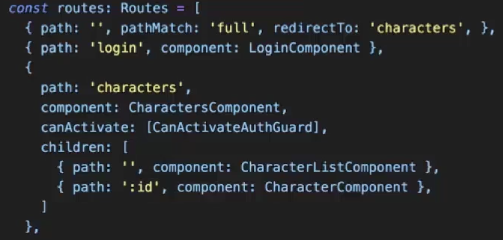 const routes: Routes = [
  { path: '', pathMatch: 'full', redirectTo: 'characters', },
  { path: 'login', component: LoginComponent },
  {
    path: 'characters',
    component: CharactersComponent,
    canActivate: [CanActivateAuthGuard],
    children: [
      { path: '', component: CharacterListComponent },
      { path: ':id', component: CharacterComponent },
    ]
  },